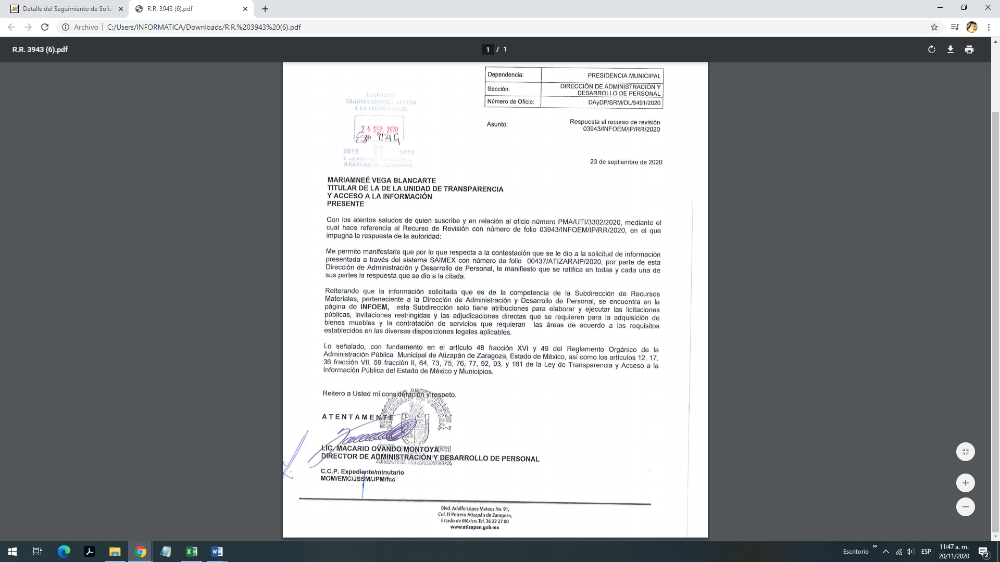 Detalle del Seguimiento de Solici
R.R. 3943 (6).pdf
Archivo
C:/Users/INFORMATICA/Downloads/R.R.%203943%20(6).pdf
R.R. 3943 (6).pdf
1 / 1
Dependencia: PRESIDENCIA MUNICIPAL
Sección: DIRECCIÓN DE ADMINISTRACIÓN Y
DESARROLLO DE PERSONAL
Número de Oficio: DAyDP/SRM/DL/5491/2020
UNIDAD DE
TRANSPARENCIA Y ACCESO
A LA INFORMACIÓN
24 SEP. 2020
11:49
2019 2021
ATIZAPÁN DE ZARAGOZA
Asunto: Respuesta al recurso de revisión
03943/INFOEM/IP/RR/2020
23 de septiembre de 2020
MARIAMNEÉ VEGA BLANCARTE
TITULAR DE LA DE LA UNIDAD DE TRANSPARENCIA
Y ACCESO A LA INFORMACIÓN
PRESENTE
Con los atentos saludos de quien suscribe y en relación al oficio número PMA/UTI/3302/2020, mediante el
cual hace referencia al Recurso de Revisión con número de folio 03943/INFOEM/IP/RR/2020, en el que
impugna la respuesta de la autoridad:
Me permito manifestarle que por lo que respecta a la contestación que se le dio a la solicitud de información
presentada a través del sistema SAIMEX con número de folio 00437/ATIZARAIP/2020, por parte de esta
Dirección de Administración y Desarrollo de Personal, le manifiesto que se ratifica en todas y cada una de
sus partes la respuesta que se dio a la citada.
Reiterando que la información solicitada que es de la competencia de la Subdirección de Recursos
Materiales, perteneciente a la Dirección de Administración y Desarrollo de Personal, se encuentra en la
página de INFOEM, esta Subdirección solo tiene atribuciones para elaborar y ejecutar las licitaciones
públicas, invitaciones restringidas y las adjudicaciones directas que se requieren para la adquisición de
bienes muebles y la contratación de servicios que requieran las áreas de acuerdo a los requisitos
establecidos en las diversas disposiciones legales aplicables.
Lo señalado, con fundamento en el artículo 48 fracción XVI y 49 del Reglamento Orgánico de la
Administración Pública Municipal de Atizapán de Zaragoza, Estado de México, así como los artículos 12, 17,
36 fracción VII, 59 fracción II, 64, 73, 75, 76, 77, 92, 93, y 161 de la Ley de Transparencia y Acceso a la
Información Pública del Estado de México y Municipios.
Reitero a Usted mi consideración y respeto.
A T E N T A M E N T E
DIRECCIÓN DE ADMINISTRACIÓN Y
DESARROLLO DE PERSONAL
2019 2021
ATIZAPÁN DE ZARAGOZA
LIC. MACARIO OVANDO MONTOYA
DIRECTOR DE ADMINISTRACIÓN Y DESARROLLO DE PERSONAL
C.C.P. Expediente/minutario
MOM/EMC/JSSM/JPM/fcc
Blvd. Adolfo López Mateos No. 91,
Col. El Potrero Atizapán de Zaragoza,
Estado de México. Tel. 36 22 27 00
www.atizapan.gob.mx
Escritorio
ESP
11:47 a. m.
20/11/2020
2